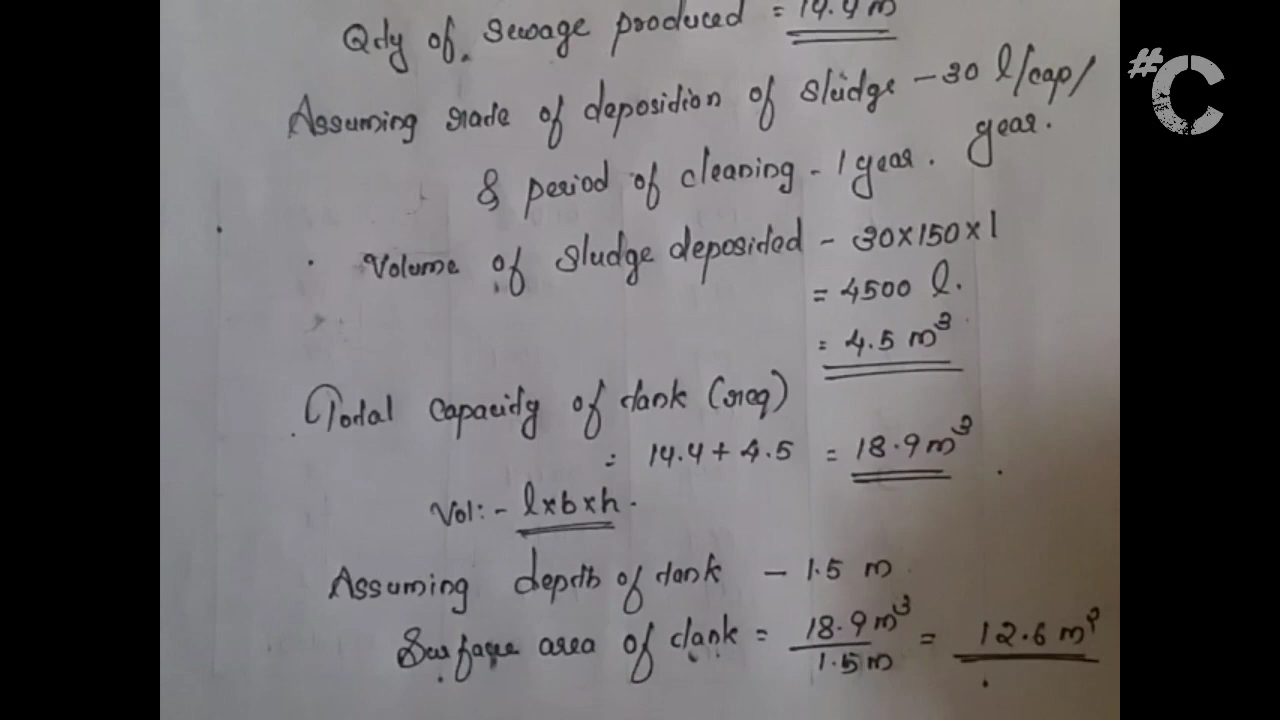 Qty of sewage produced = 14.4 m
#C
Assuming rate of deposition of sludge - 30 l/cap/
year.
& period of cleaning - 1 year.
Volume of sludge deposited - 30×150×1
= 4500 l.
= 4.5 m³
Total capacity of tank (req)
= 14.4 + 4.5 = 18.9 m³
Vol:- l×b×h.
Assuming depth of tank - 1.5 m
Surface area of tank = 18.9 m³ / 1.5 m = 12.6 m²